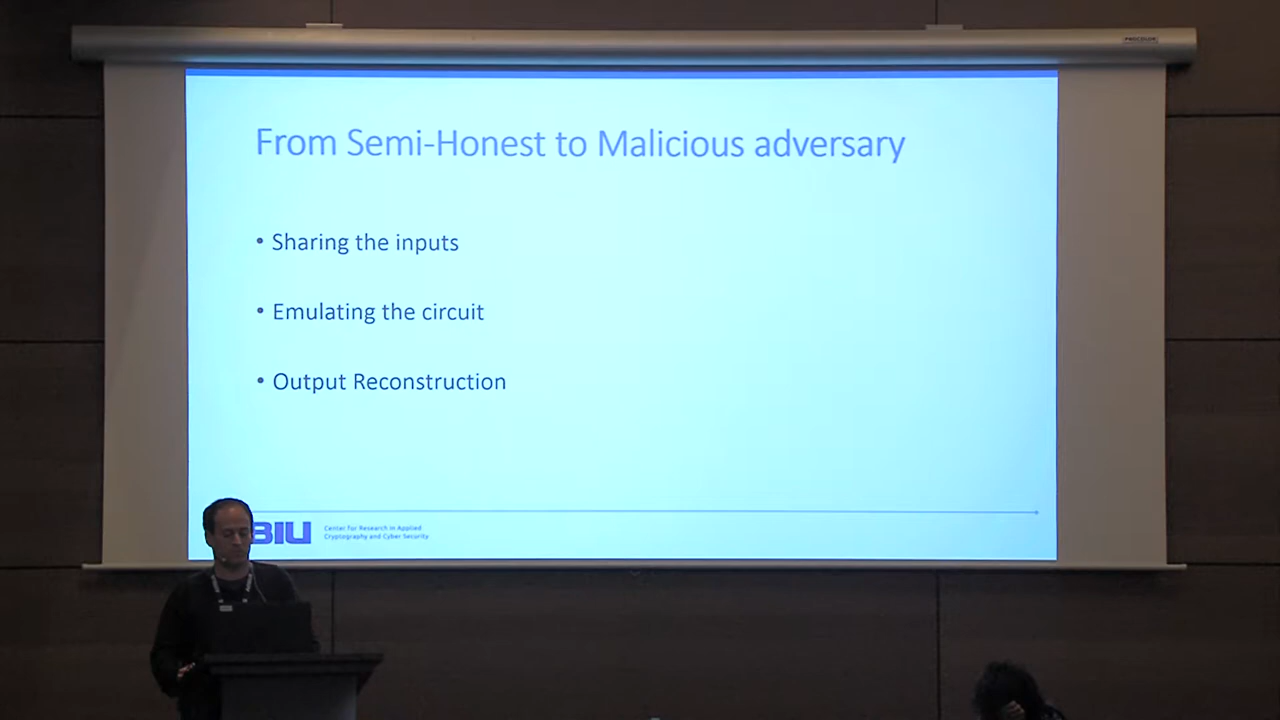 PROCOLOR
From Semi-Honest to Malicious adversary
• Sharing the inputs
• Emulating the circuit
• Output Reconstruction
BIU
Center for Research in Applied
Cryptography and Cyber Security